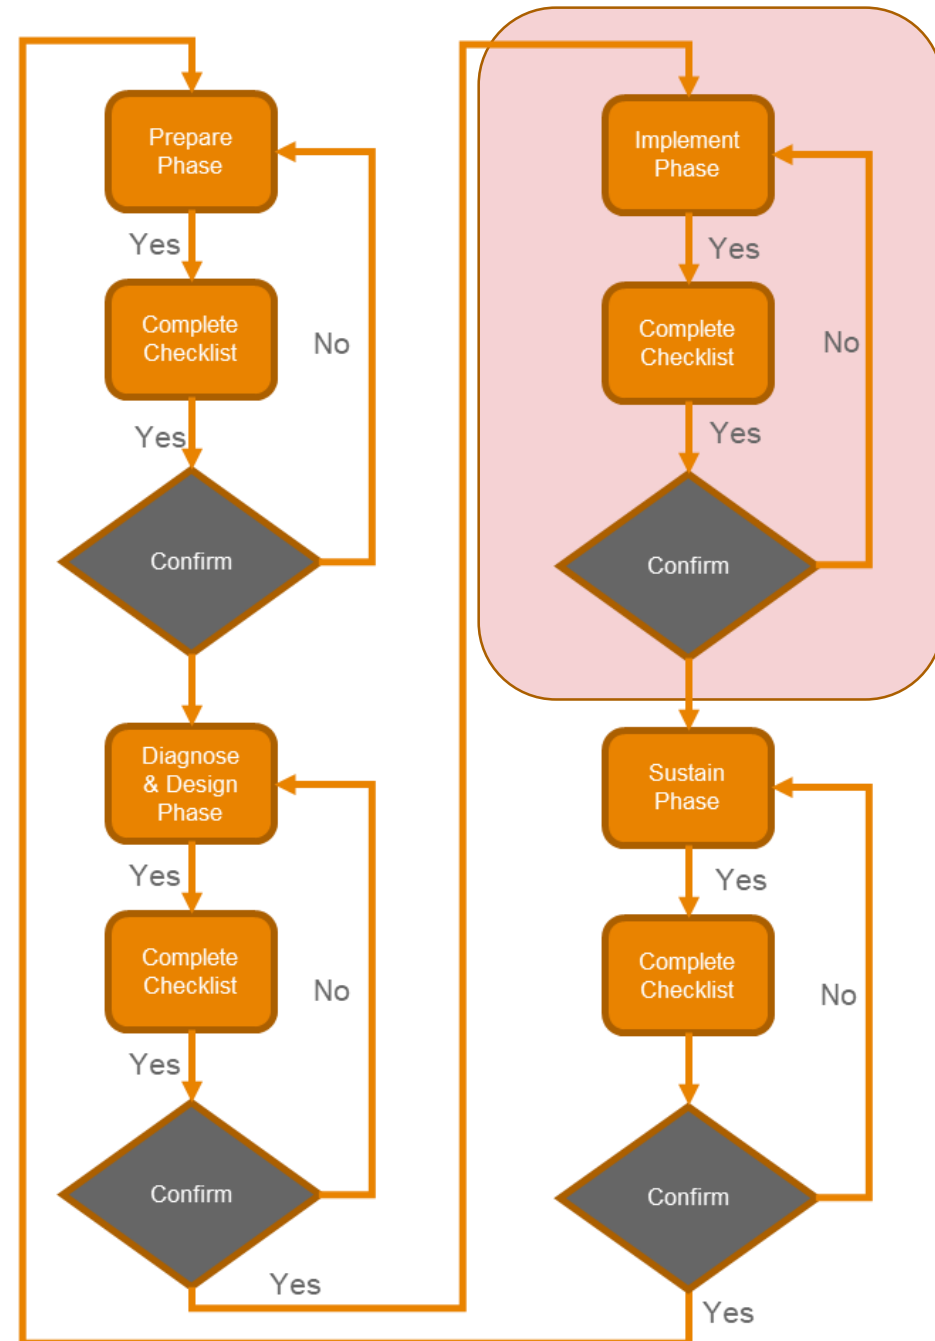 Prepare
Phase
Yes
Complete
Checklist
No
Yes
Confirm
Diagnose
& Design
Phase
Yes
Complete
Checklist
No
Yes
Confirm
Yes
Implement
Phase
Yes
Complete
Checklist
No
Yes
Confirm
Sustain
Phase
Yes
Complete
Checklist
No
Confirm
Yes